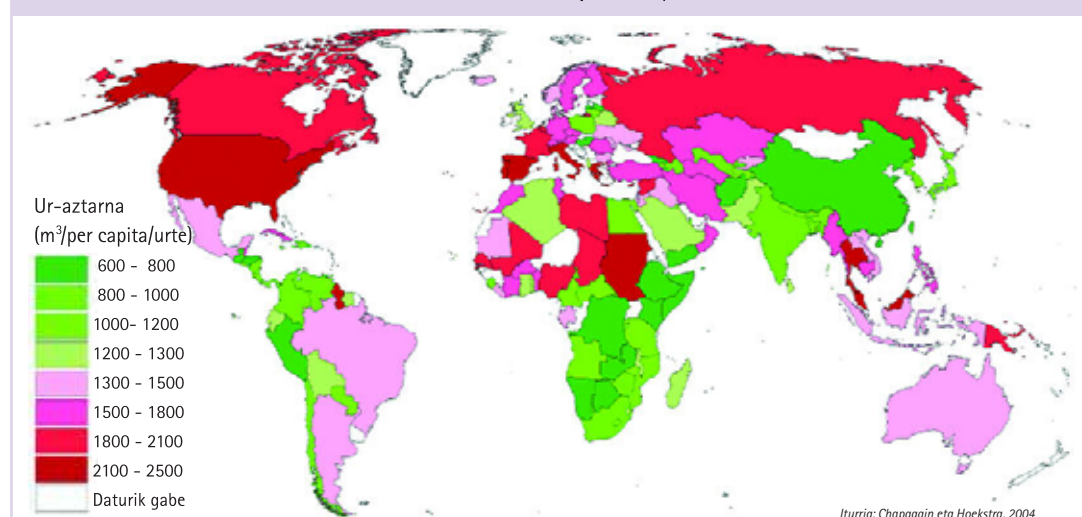 Ur-aztarna
(m³/per capita/urte)
600 - 800
800 - 1000
1000- 1200
1200 - 1300
1300 - 1500
1500 - 1800
1800 - 2100
2100 - 2500
Daturik gabe
Iturria: Chapagain eta Hoekstra, 2004